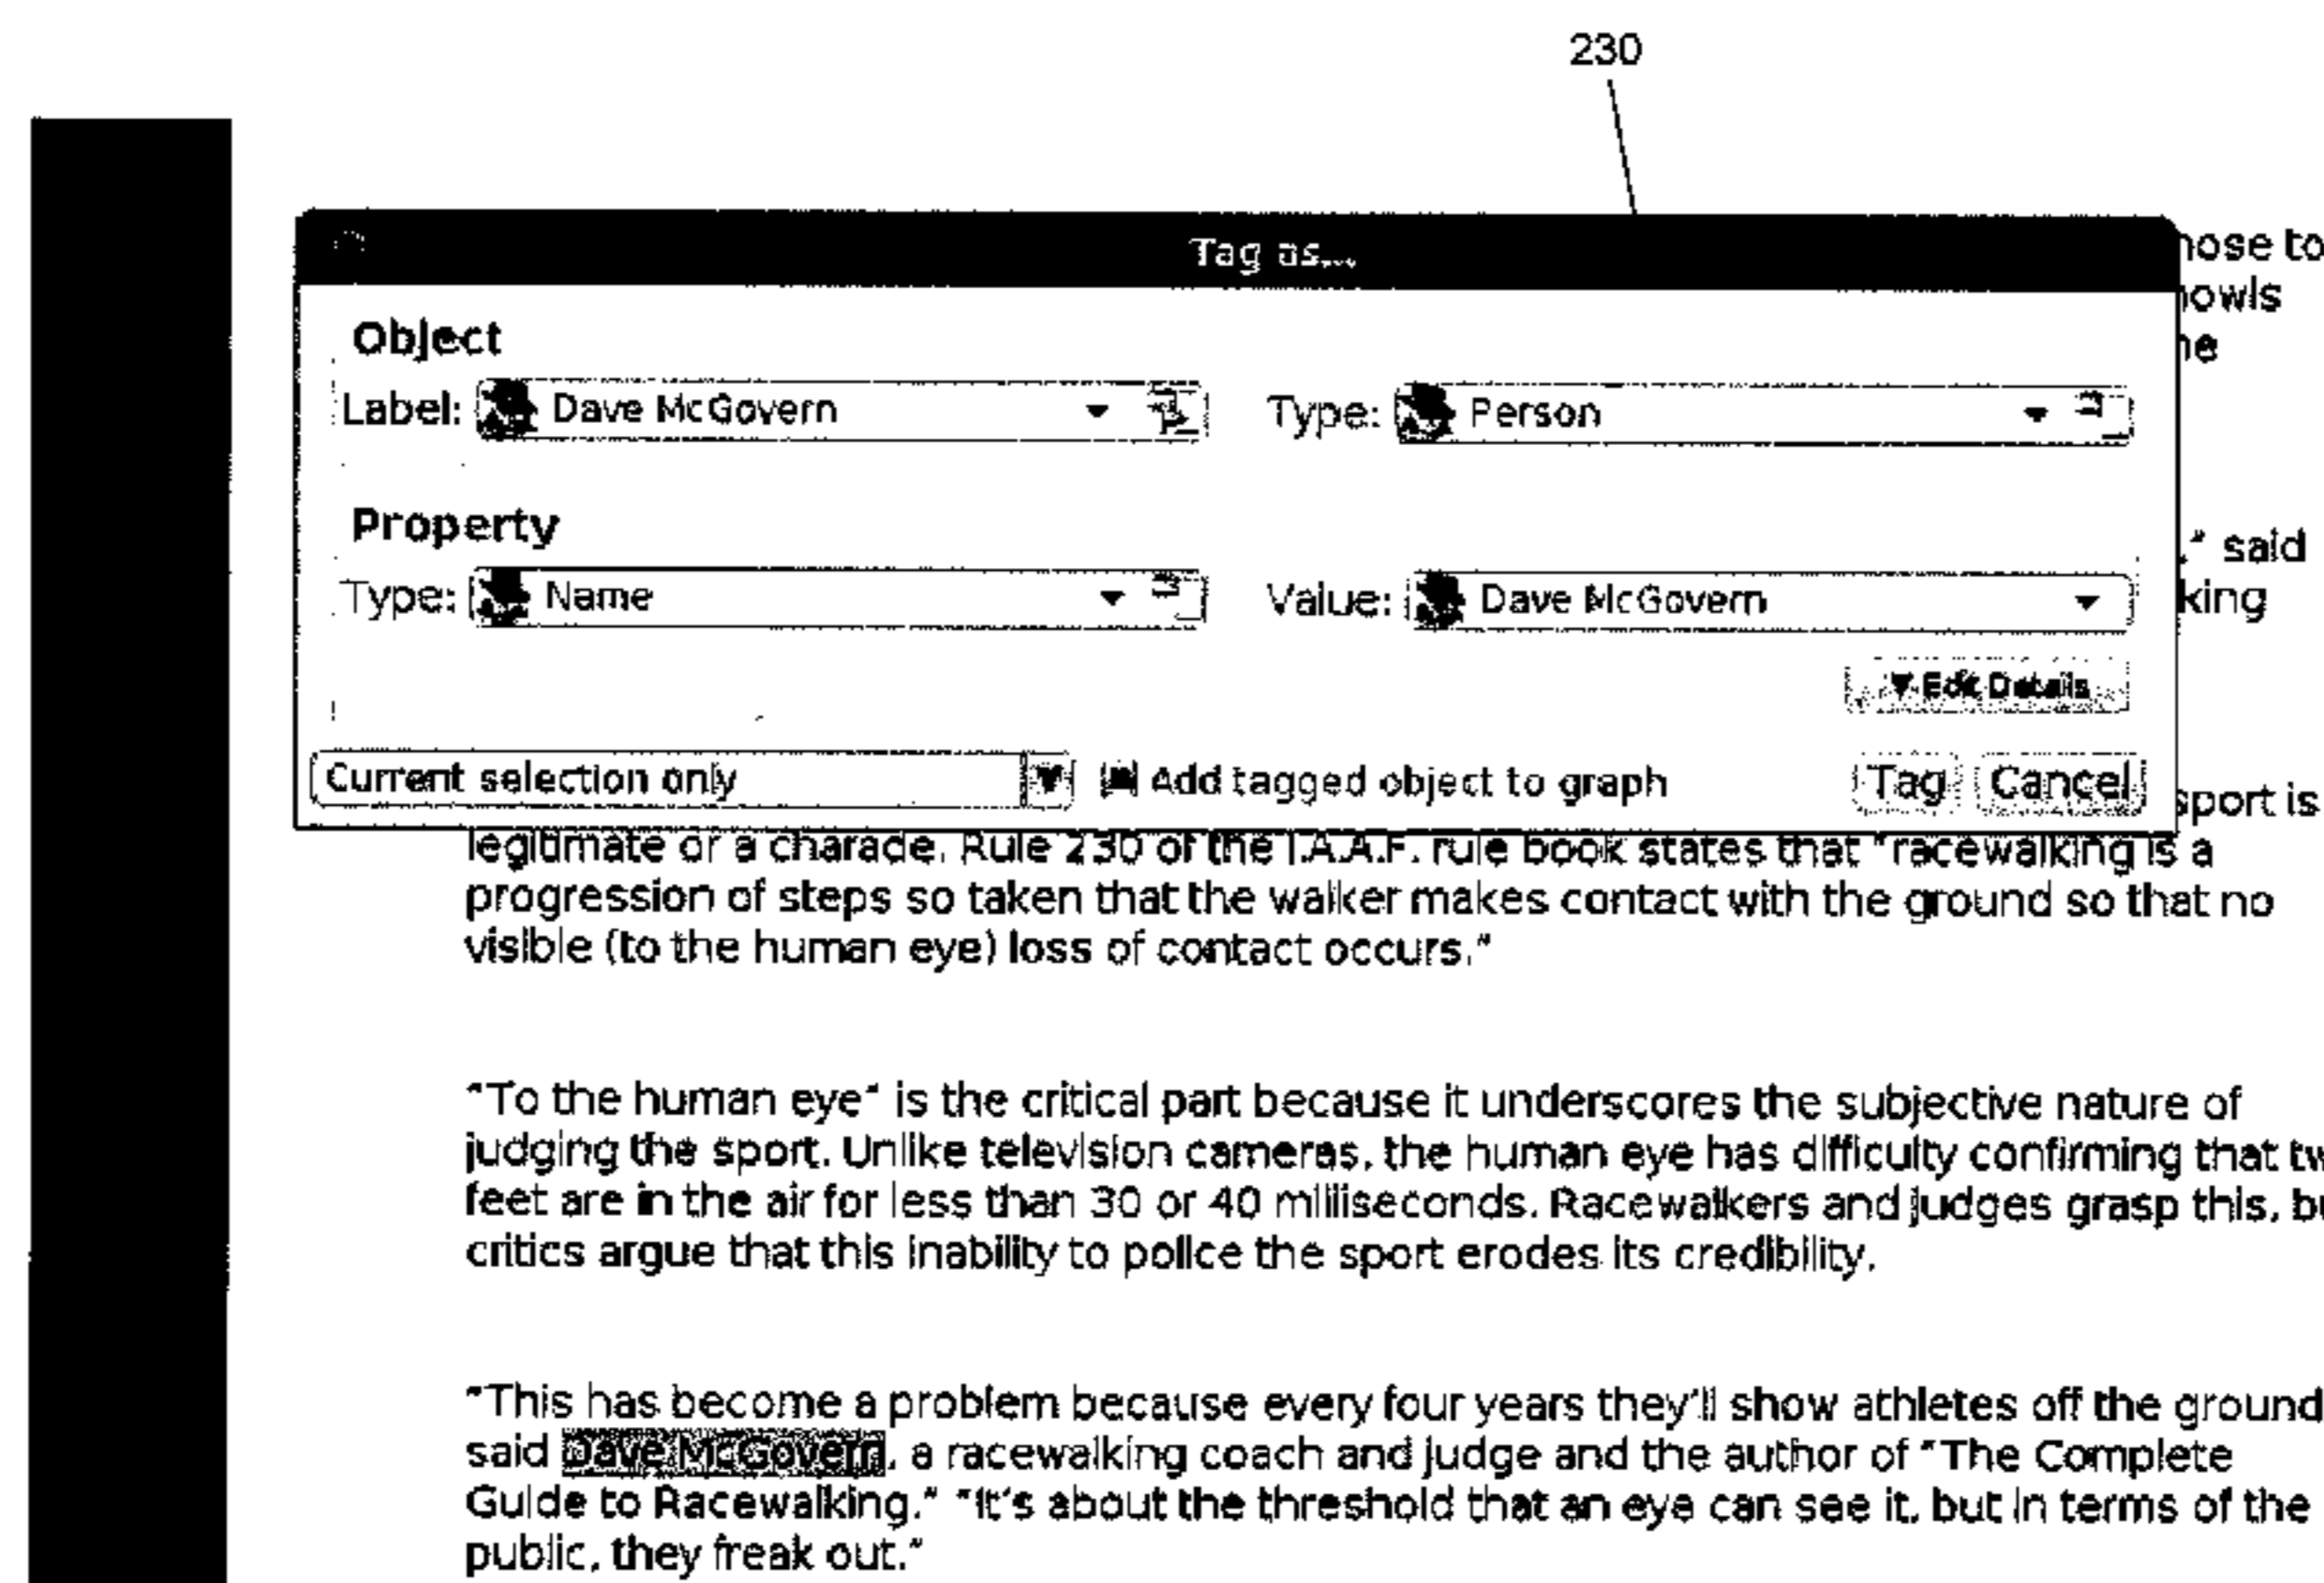 230
Tag as...
hose to
howls
he
Object
Label: Dave McGovern Type: Person
Property
Type: Name Value: Dave McGovern
," said
king
Edit Details
Current selection only Add tagged object to graph Tag Cancel
sport is
legitimate or a charade. Rule 230 of the I.A.A.F. rule book states that "racewalking is a
progression of steps so taken that the walker makes contact with the ground so that no
visible (to the human eye) loss of contact occurs."
"To the human eye" is the critical part because it underscores the subjective nature of
judging the sport. Unlike television cameras, the human eye has difficulty confirming that tw
feet are in the air for less than 30 or 40 milliseconds. Racewalkers and judges grasp this, bu
critics argue that this inability to police the sport erodes its credibility.
"This has become a problem because every four years they'll show athletes off the ground
said Dave McGovern, a racewalking coach and judge and the author of "The Complete
Guide to Racewalking." "It's about the threshold that an eye can see it, but in terms of the
public, they freak out."